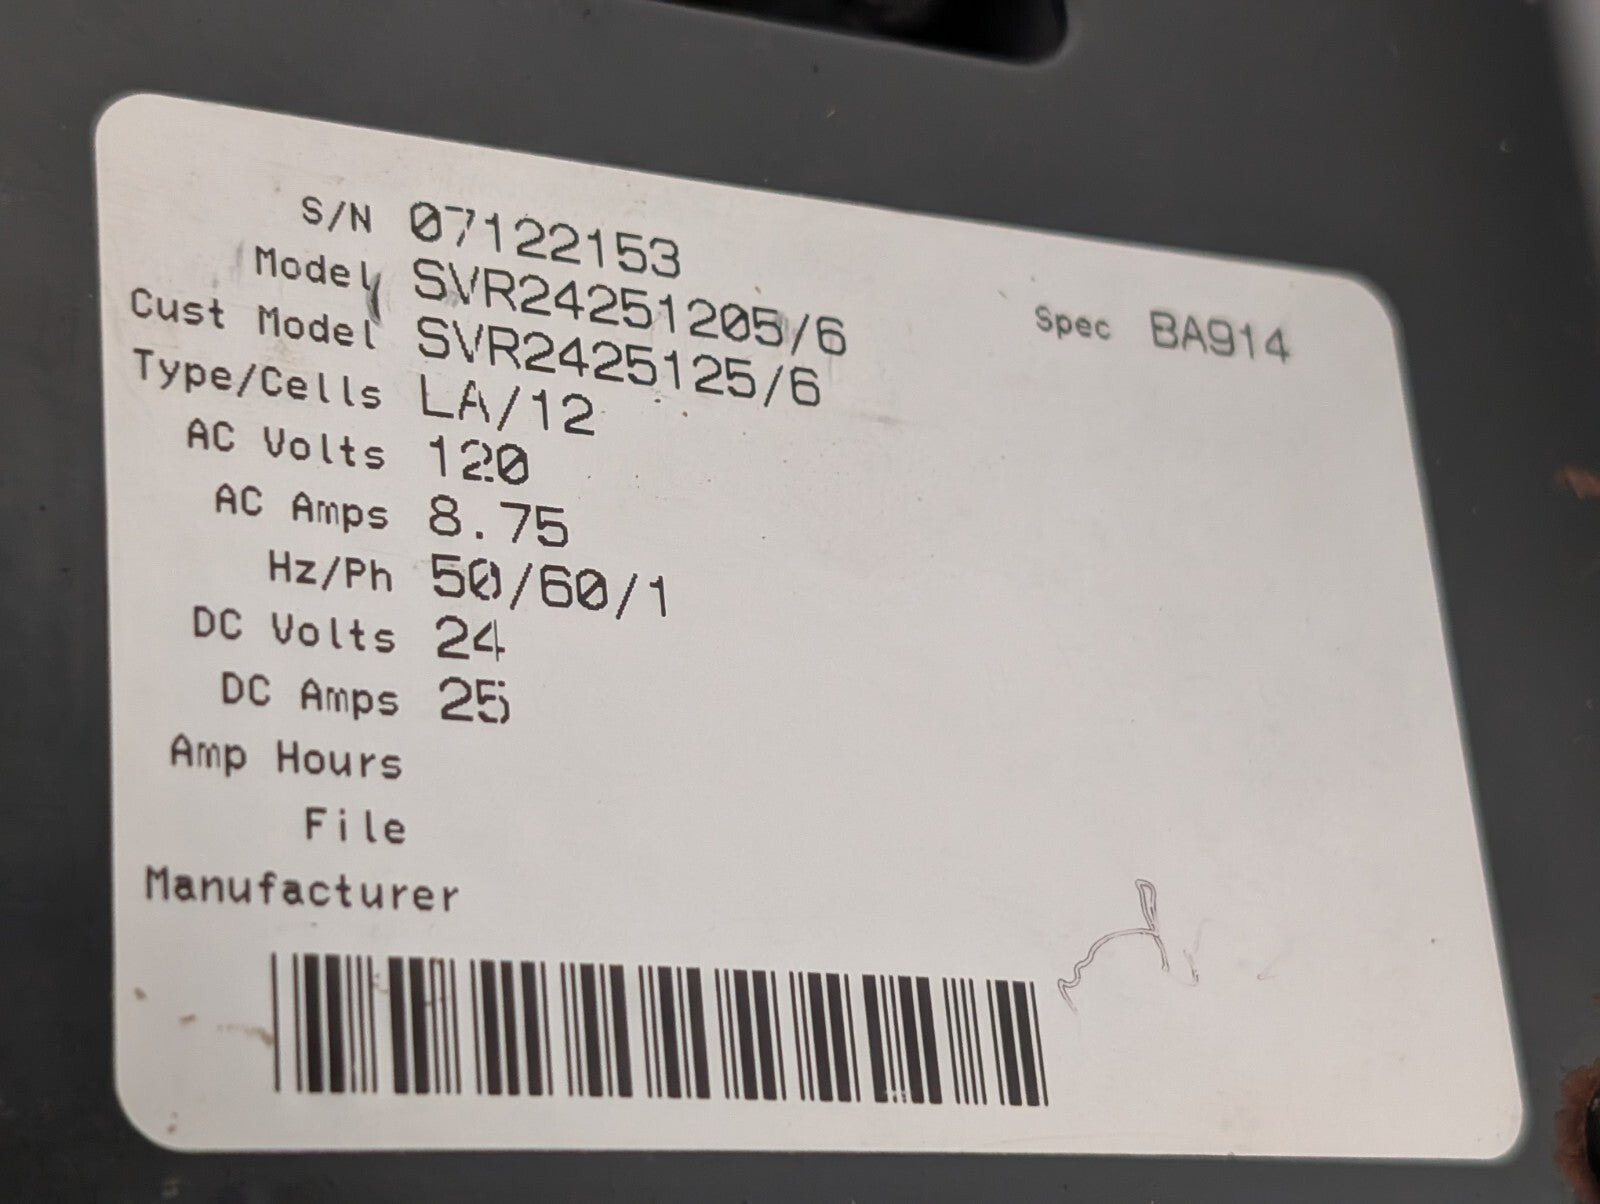 S/N 07122153
Model SVR24251205/6 Spec BA914
Cust Model SVR2425125/6
Type/Cells LA/12
AC Volts 120
AC Amps 8.75
Hz/Ph 50/60/1
DC Volts 24
DC Amps 25
Amp Hours
File
Manufacturer